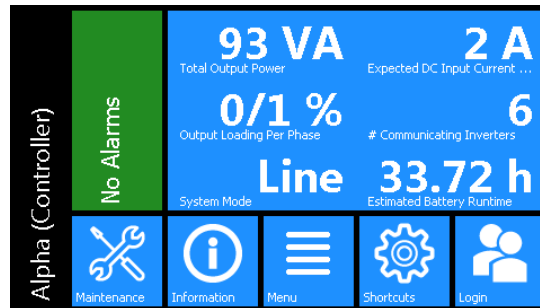 Alpha (Controller)
No Alarms
93 VA
Total Output Power
2 A
Expected DC Input Current ...
0/1 %
Output Loading Per Phase
6
# Communicating Inverters
Line
System Mode
33.72 h
Estimated Battery Runtime
Maintenance
Information
Menu
Shortcuts
Login